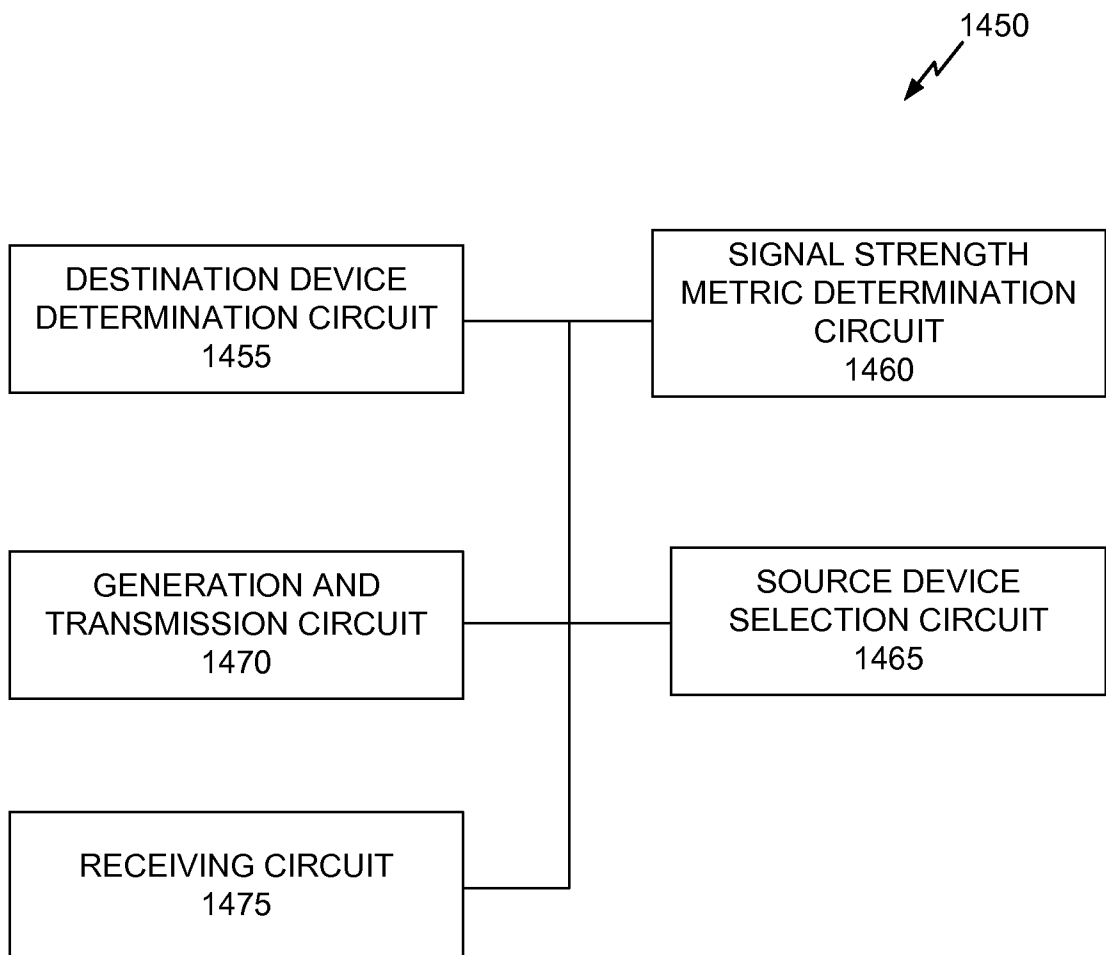 1450
DESTINATION DEVICE
DETERMINATION CIRCUIT
1455
SIGNAL STRENGTH
METRIC DETERMINATION
CIRCUIT
1460
GENERATION AND
TRANSMISSION CIRCUIT
1470
SOURCE DEVICE
SELECTION CIRCUIT
1465
RECEIVING CIRCUIT
1475